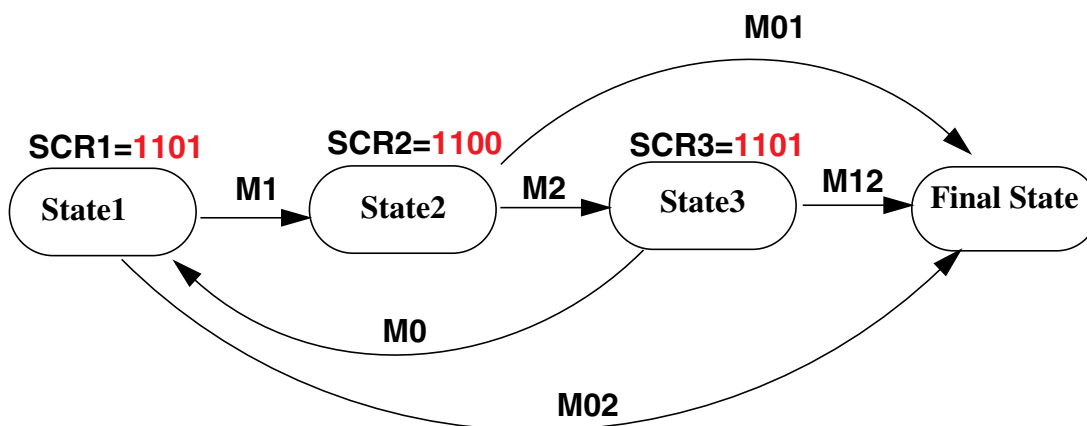 M01
SCR1=1101
SCR2=1100
SCR3=1101
State1
M1
State2
M2
State3
M12
Final State
M0
M02